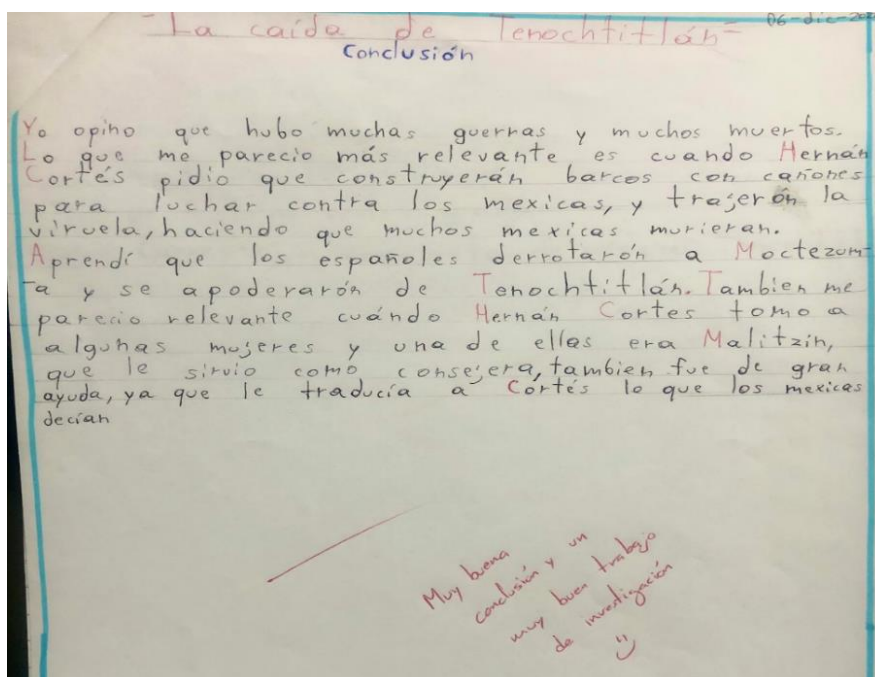 -La caída de Tenochtitlán-
06-dic-
Conclusión
Yo opino que hubo muchas guerras y muchos muertos.
Lo que me parecio más relevante es cuando Hernán
Cortés pidio que construyerán barcos con cañones
para luchar contra los mexicas, y trajerón la
viruela, haciendo que muchos mexicas murieran.
Aprendí que los españoles derrotarón a Moctezum-
a y se apoderarón de Tenochtitlán. Tambien me
parecio relevante cuándo Hernán Cortes tomo a
algunas mujeres y una de ellas era Malitzin,
que le sirvio como consejera, tambien fue de gran
ayuda, ya que le traducía a Cortés lo que los mexicas
decían
Muy buena
conclusión y un
muy buen trabajo
de investigación